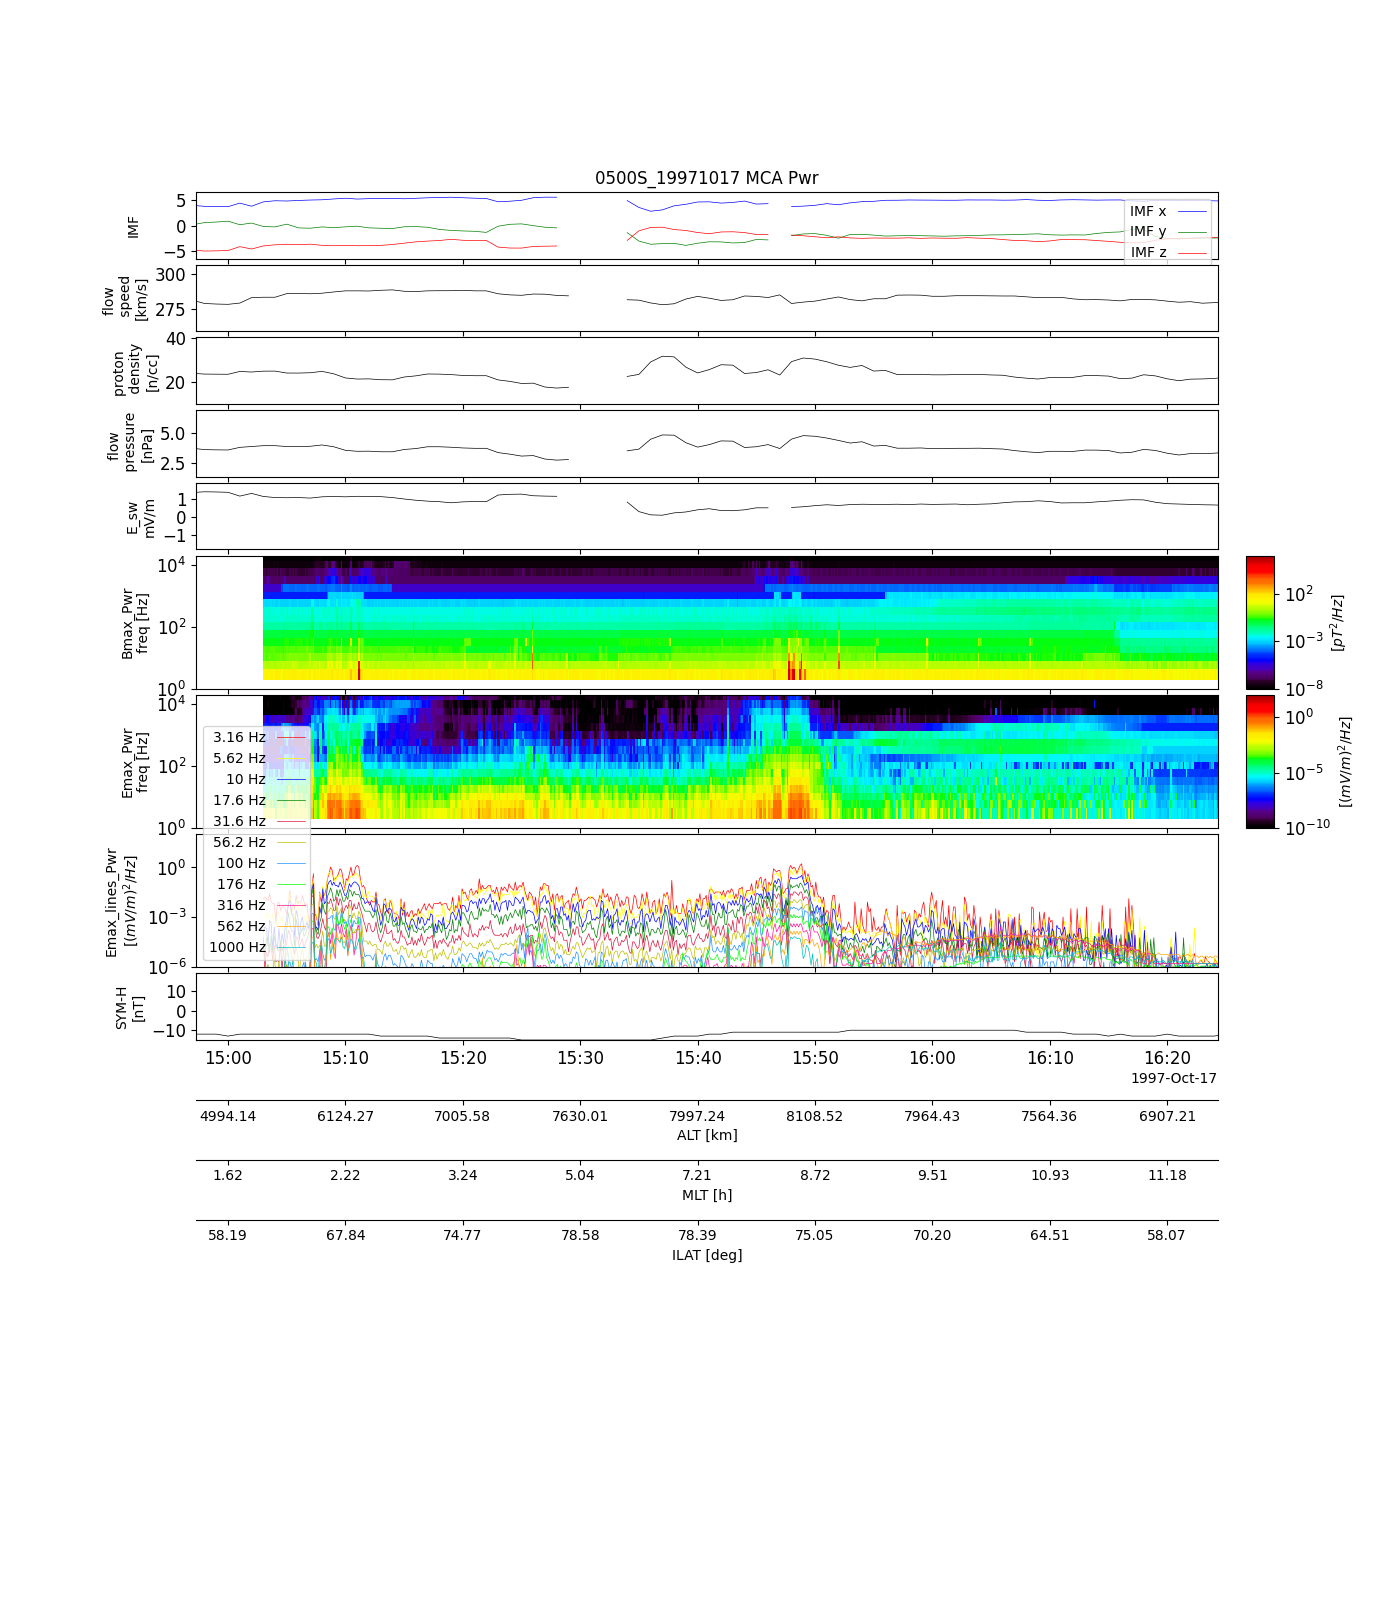 0500S_19971017 MCA Pwr
5
0
−5
IMF
IMF x
IMF y
IMF z
300
275
flow
speed
[km/s]
40
20
proton
density
[n/cc]
5.0
2.5
flow
pressure
[nPa]
1
0
−1
E_sw
mV/m
10^4
10^2
10^0
Bmax_Pwr
freq [Hz]
10^2
10^−3
10^−8
[pT^2/Hz]
10^4
10^2
10^0
Emax_Pwr
freq [Hz]
10^0
10^−5
10^−10
[(mV/m)^2/Hz]
3.16 Hz
5.62 Hz
10 Hz
17.6 Hz
31.6 Hz
56.2 Hz
100 Hz
176 Hz
316 Hz
562 Hz
1000 Hz
10^0
10^−3
10^−6
Emax_lines_Pwr
[(mV/m)^2/Hz]
10
0
−10
SYM-H
[nT]
15:00 15:10 15:20 15:30 15:40 15:50 16:00 16:10 16:20
1997-Oct-17
4994.14 6124.27 7005.58 7630.01 7997.24 8108.52 7964.43 7564.36 6907.21
ALT [km]
1.62 2.22 3.24 5.04 7.21 8.72 9.51 10.93 11.18
MLT [h]
58.19 67.84 74.77 78.58 78.39 75.05 70.20 64.51 58.07
ILAT [deg]